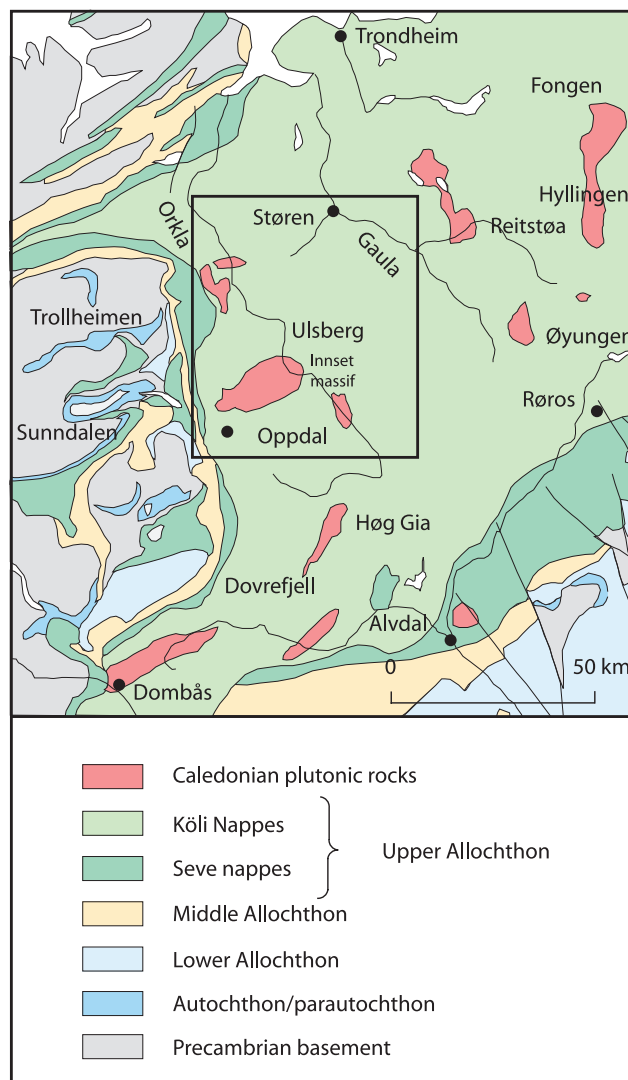 Trondheim
Fongen
Hyllingen
Orkla
Støren
Gaula
Reitstøa
Trollheimen
Ulsberg
Innset
massif
Øyungen
Røros
Sunndalen
Oppdal
Høg Gia
Dovrefjell
Alvdal
0
50 km
Dombås
Caledonian plutonic rocks
Köli Nappes
Upper Allochthon
Seve nappes
Middle Allochthon
Lower Allochthon
Autochthon/parautochthon
Precambrian basement